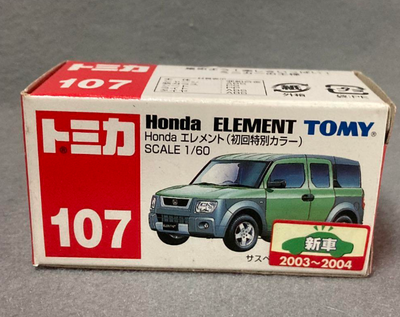 トミカ
107
紙
トミカ
107
Honda ELEMENT TOMY
Honda エレメント(初回特別カラー)
SCALE 1/60
サスペ
新車
2003~2004